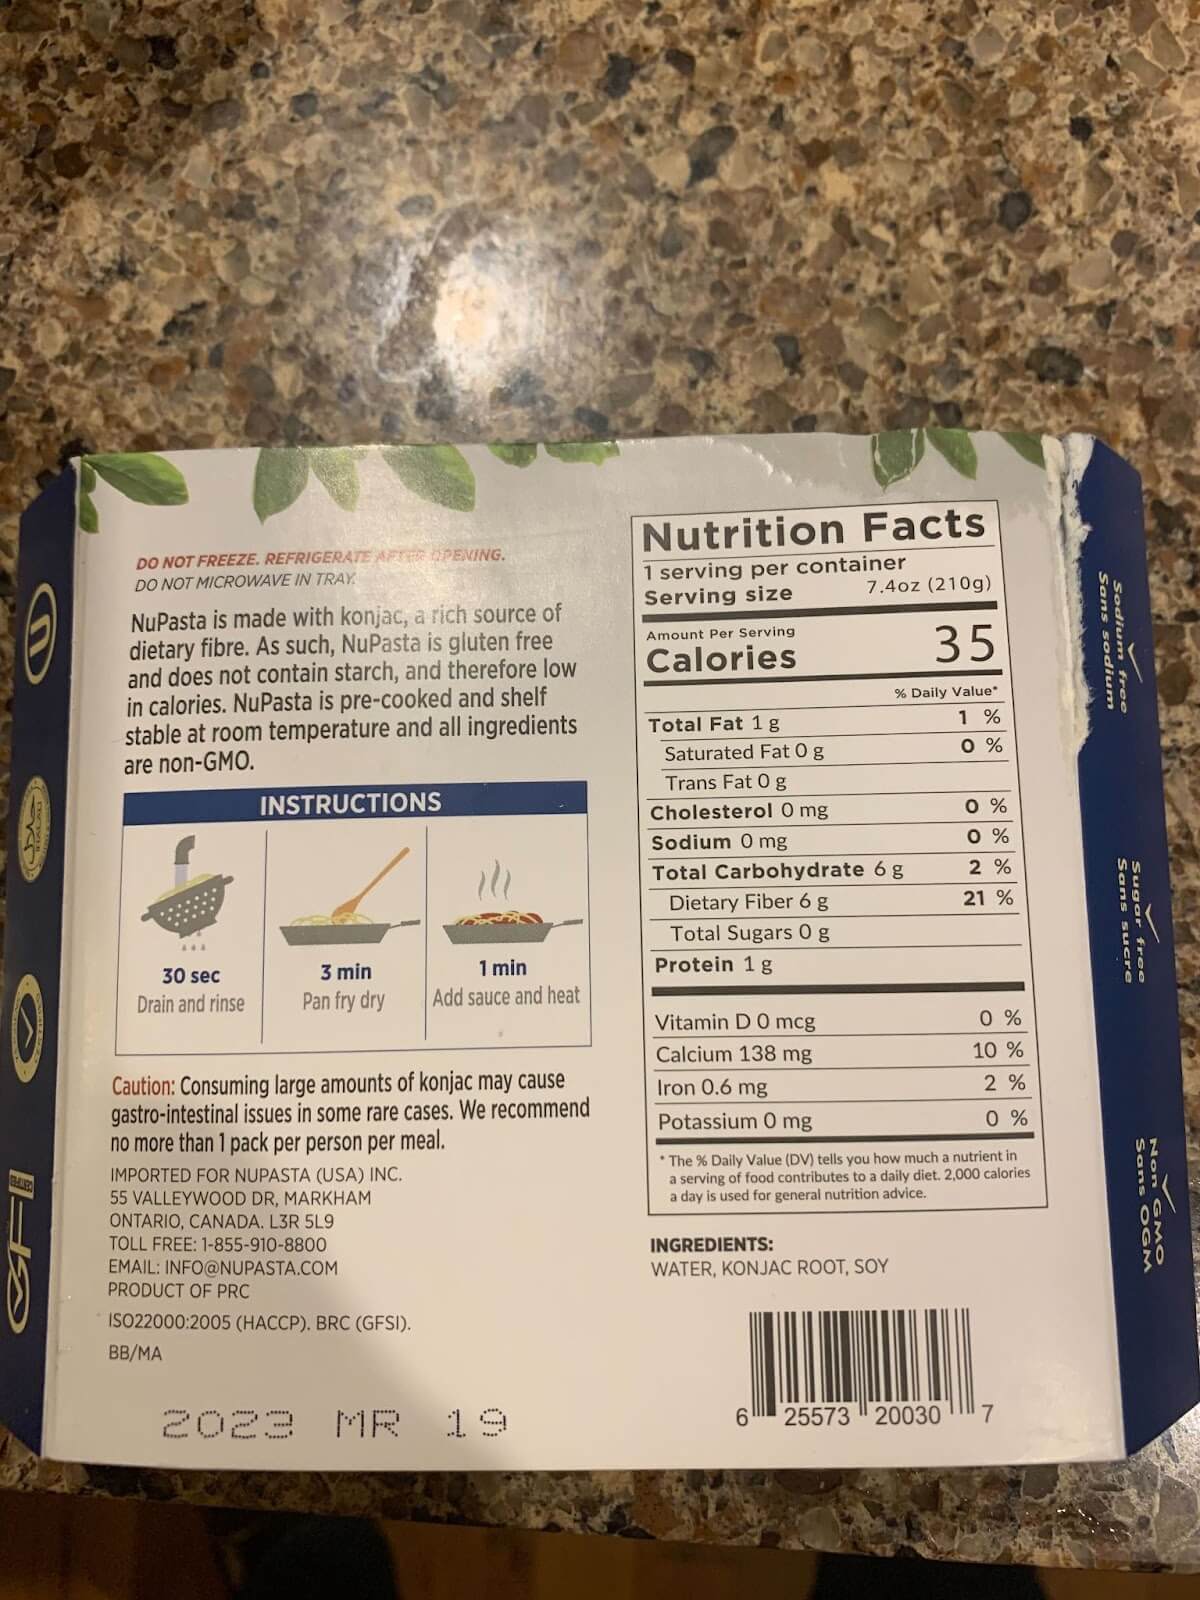 DO NOT FREEZE. REFRIGERATE AFTER OPENING.
DO NOT MICROWAVE IN TRAY.
NuPasta is made with konjac, a rich source of
dietary fibre. As such, NuPasta is gluten free
and does not contain starch, and therefore low
in calories. NuPasta is pre-cooked and shelf
stable at room temperature and all ingredients
are non-GMO.
INSTRUCTIONS
30 sec
Drain and rinse
3 min
Pan fry dry
1 min
Add sauce and heat
Caution: Consuming large amounts of konjac may cause
gastro-intestinal issues in some rare cases. We recommend
no more than 1 pack per person per meal.
IMPORTED FOR NUPASTA (USA) INC.
55 VALLEYWOOD DR, MARKHAM
ONTARIO, CANADA. L3R 5L9
TOLL FREE: 1-855-910-8800
EMAIL: INFO@NUPASTA.COM
PRODUCT OF PRC
ISO22000:2005 (HACCP). BRC (GFSI).
BB/MA
2023 MR 19
Nutrition Facts
1 serving per container
Serving size 7.4oz (210g)
Amount Per Serving
Calories 35
% Daily Value*
Total Fat 1 g 1 %
Saturated Fat 0 g 0 %
Trans Fat 0 g
Cholesterol 0 mg 0 %
Sodium 0 mg 0 %
Total Carbohydrate 6 g 2 %
Dietary Fiber 6 g 21 %
Total Sugars 0 g
Protein 1 g
Vitamin D 0 mcg 0 %
Calcium 138 mg 10 %
Iron 0.6 mg 2 %
Potassium 0 mg 0 %
* The % Daily Value (DV) tells you how much a nutrient in
a serving of food contributes to a daily diet. 2,000 calories
a day is used for general nutrition advice.
INGREDIENTS:
WATER, KONJAC ROOT, SOY
6 25573 20030 7
Sodium free
Sans sodium
Sugar free
Sans sucre
Non GMO
Sans OGM
U
HALAL
GF
CERTIFIED